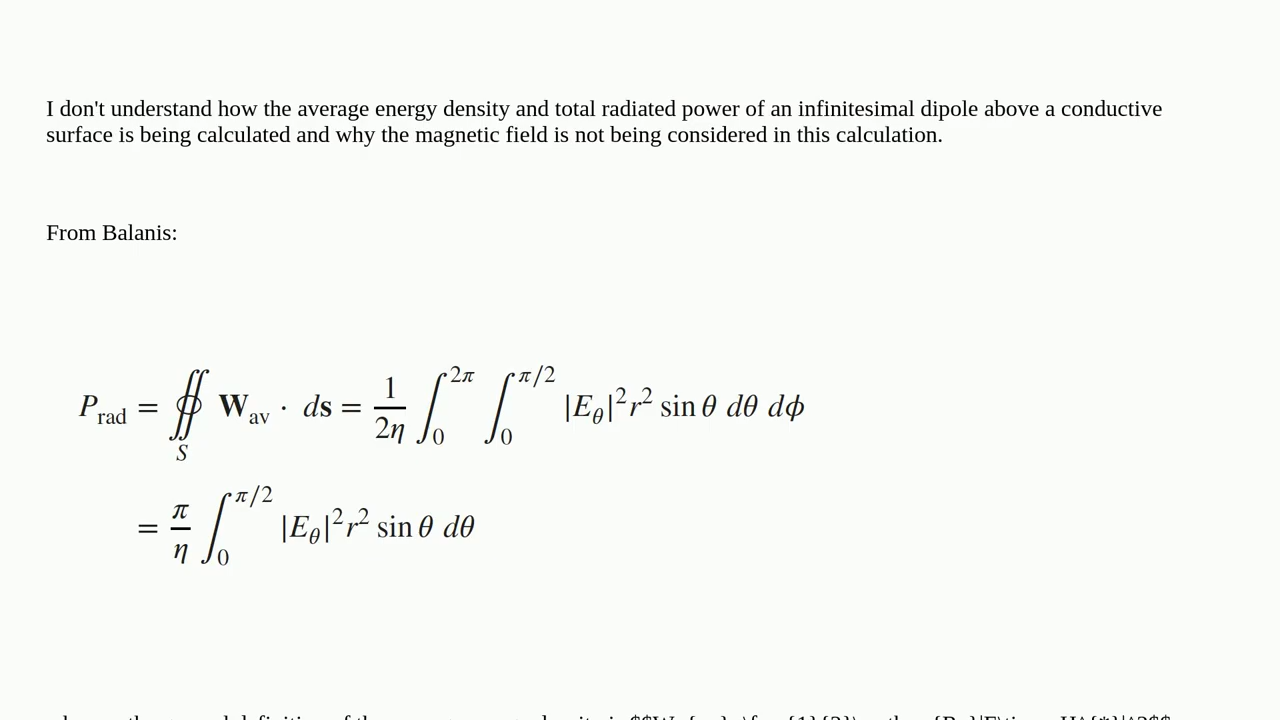 I don't understand how the average energy density and total radiated power of an infinitesimal dipole above a conductive
surface is being calculated and why the magnetic field is not being considered in this calculation.
From Balanis:
P_rad = ∯_S W_av · ds = 1/(2η) ∫_0^{2π} ∫_0^{π/2} |E_θ|² r² sin θ dθ dϕ
= π/η ∫_0^{π/2} |E_θ|² r² sin θ dθ